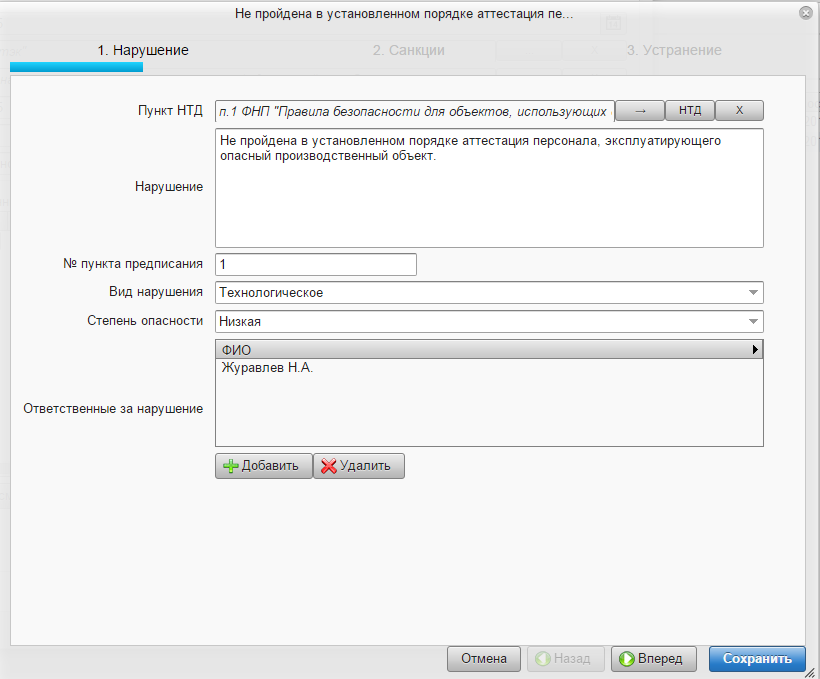 Не пройдена в установленном порядке аттестация пе...
1. Нарушение
2. Санкции
3. Устранение
Пункт НТД
п.1 ФНП "Правила безопасности для объектов, использующих
→
НТД
X
Нарушение
Не пройдена в установленном порядке аттестация персонала, эксплуатирующего
опасный производственный объект.
№ пункта предписания
1
Вид нарушения
Технологическое
Степень опасности
Низкая
Ответственные за нарушение
ФИО
Журавлев Н.А.
Добавить
Удалить
Отмена
Назад
Вперед
Сохранить